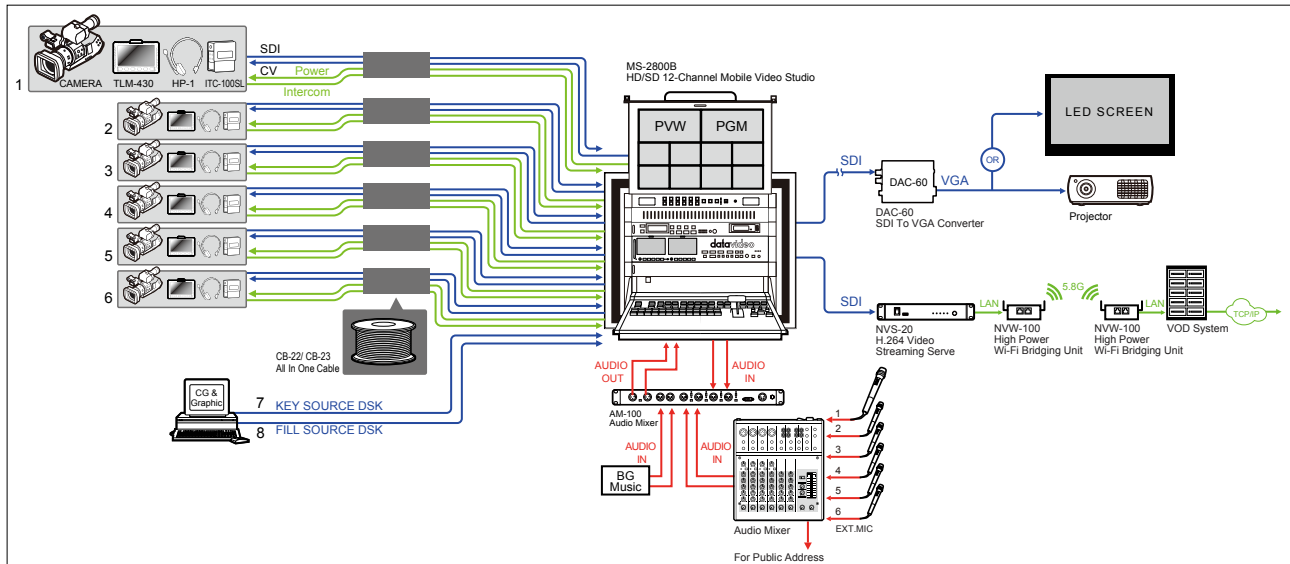 1
CAMERA
TLM-430
HP-1
ITC-100SL
SDI
CV
Power
Intercom
2
3
4
5
6
CB-22/ CB-23
All In One Cable
CG &
Graphic
7
KEY SOURCE DSK
8
FILL SOURCE DSK
MS-2800B
HD/SD 12-Channel Mobile Video Studio
PVW
PGM
datavideo
AUDIO
OUT
AUDIO
IN
AM-100
Audio Mixer
AUDIO
IN
AUDIO
IN
BG
Music
1
2
3
4
5
6
EXT.MIC
Audio Mixer
For Public Address
SDI
DAC-60
VGA
DAC-60
SDI To VGA Converter
OR
LED SCREEN
Projector
SDI
NVS-20
H.264 Video
Streaming Serve
LAN
NVW-100
High Power
Wi-Fi Bridging Unit
5.8G
NVW-100
High Power
Wi-Fi Bridging Unit
LAN
VOD System
TCP/IP